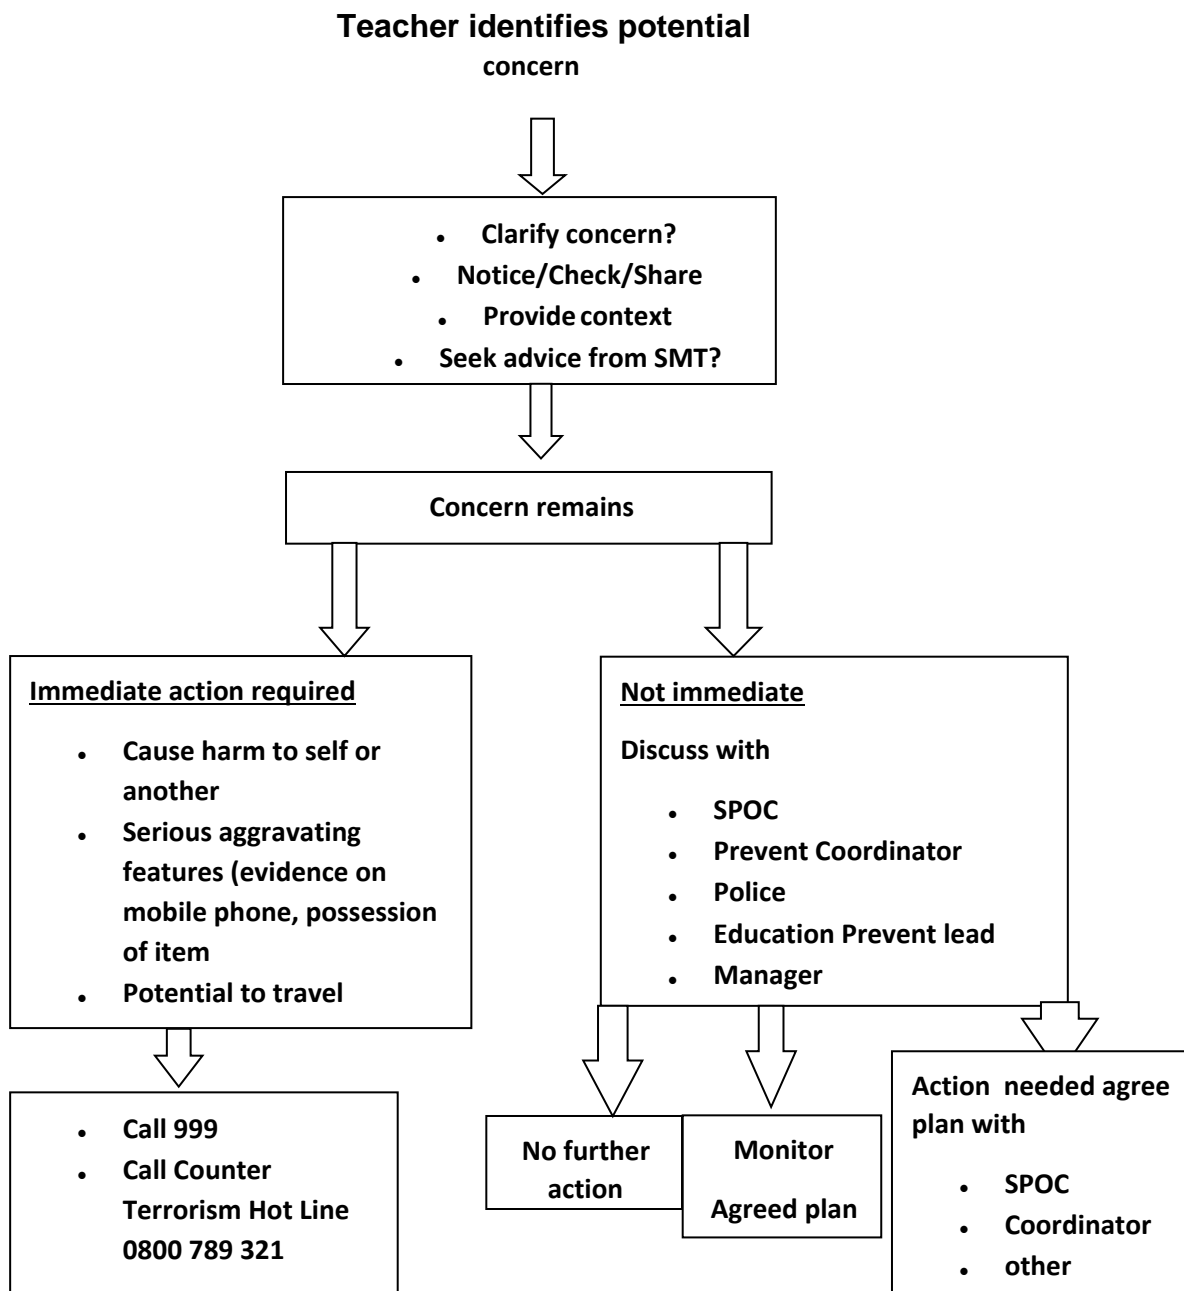 Teacher identifies potential
concern
• Clarify concern?
• Notice/Check/Share
• Provide context
• Seek advice from SMT?
Concern remains
Immediate action required
• Cause harm to self or
another
• Serious aggravating
features (evidence on
mobile phone, possession
of item
• Potential to travel
Not immediate
Discuss with
• SPOC
• Prevent Coordinator
• Police
• Education Prevent lead
• Manager
• Call 999
• Call Counter
Terrorism Hot Line
0800 789 321
No further
action
Monitor
Agreed plan
Action needed agree
plan with
• SPOC
• Coordinator
• other